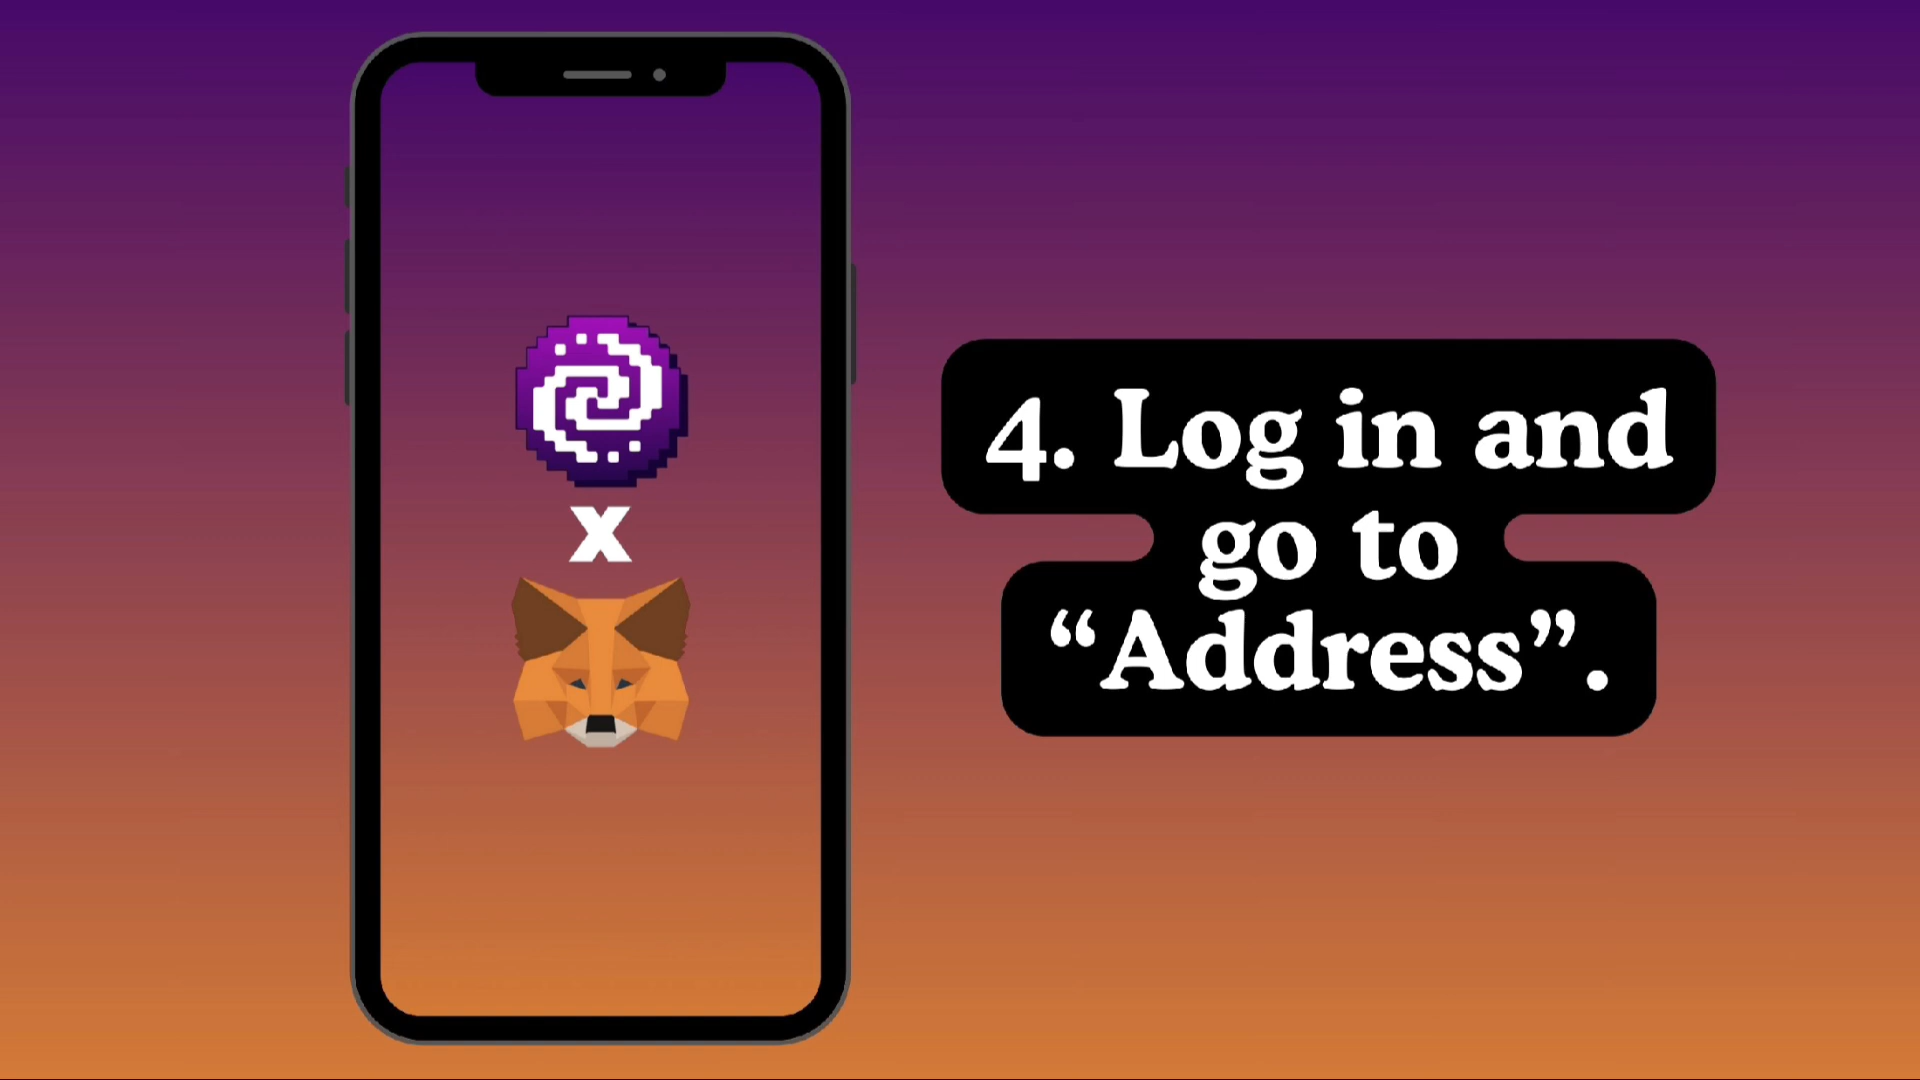 x
4. Log in and
go to
“Address”.